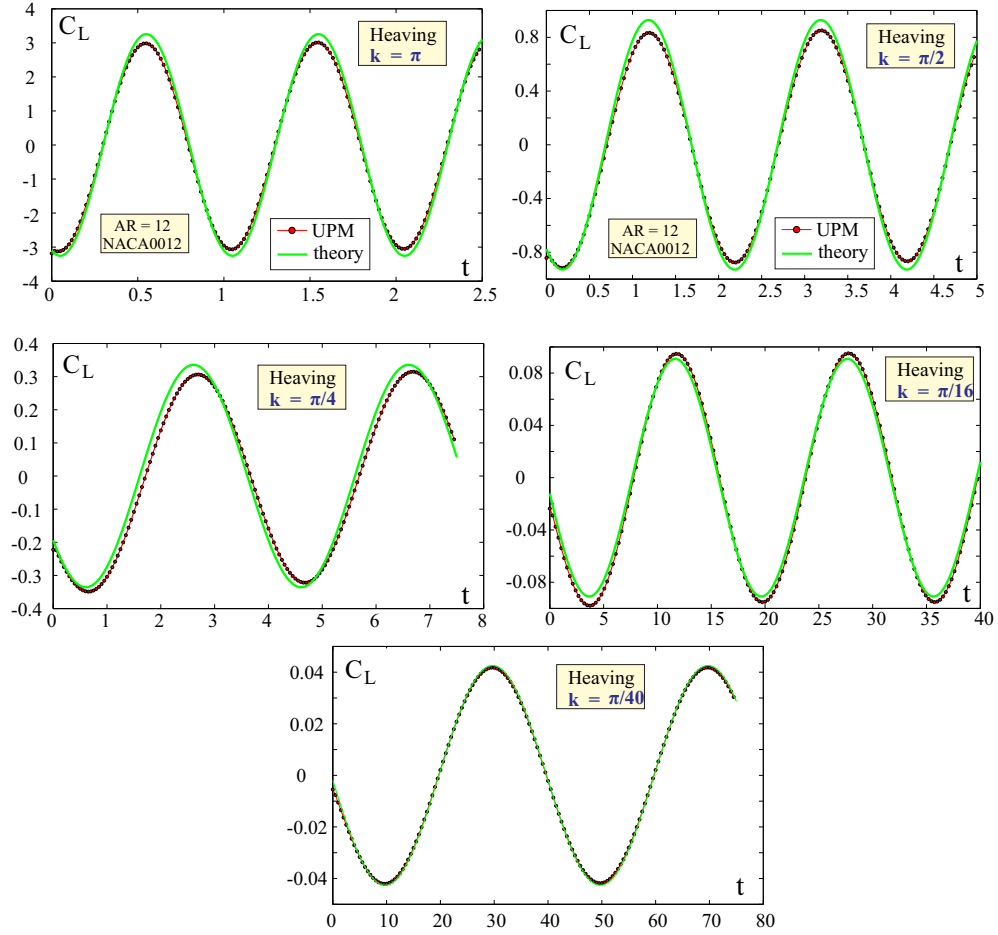 C_L
Heaving
k = π
AR = 12
NACA0012
UPM
theory
t
4
3
2
1
0
-1
-2
-3
-4
0 0.5 1 1.5 2 2.5
C_L
Heaving
k = π/2
AR = 12
NACA0012
UPM
theory
t
0.8
0.4
0
-0.4
-0.8
0 0.5 1 1.5 2 2.5 3 3.5 4 4.5 5
C_L
Heaving
k = π/4
t
0.4
0.3
0.2
0.1
0
-0.1
-0.2
-0.3
-0.4
0 1 2 3 4 5 6 7 8
C_L
Heaving
k = π/16
t
0.08
0.04
0
-0.04
-0.08
0 5 10 15 20 25 30 35 40
C_L
Heaving
k = π/40
t
0.04
0.02
0
-0.02
-0.04
0 10 20 30 40 50 60 70 80